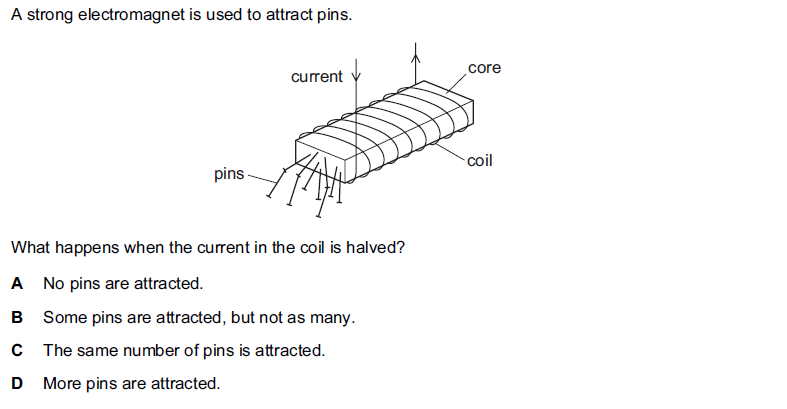 A strong electromagnet is used to attract pins.
core
current
coil
pins
What happens when the current in the coil is halved?
A No pins are attracted.
B Some pins are attracted, but not as many.
C The same number of pins is attracted.
D More pins are attracted.